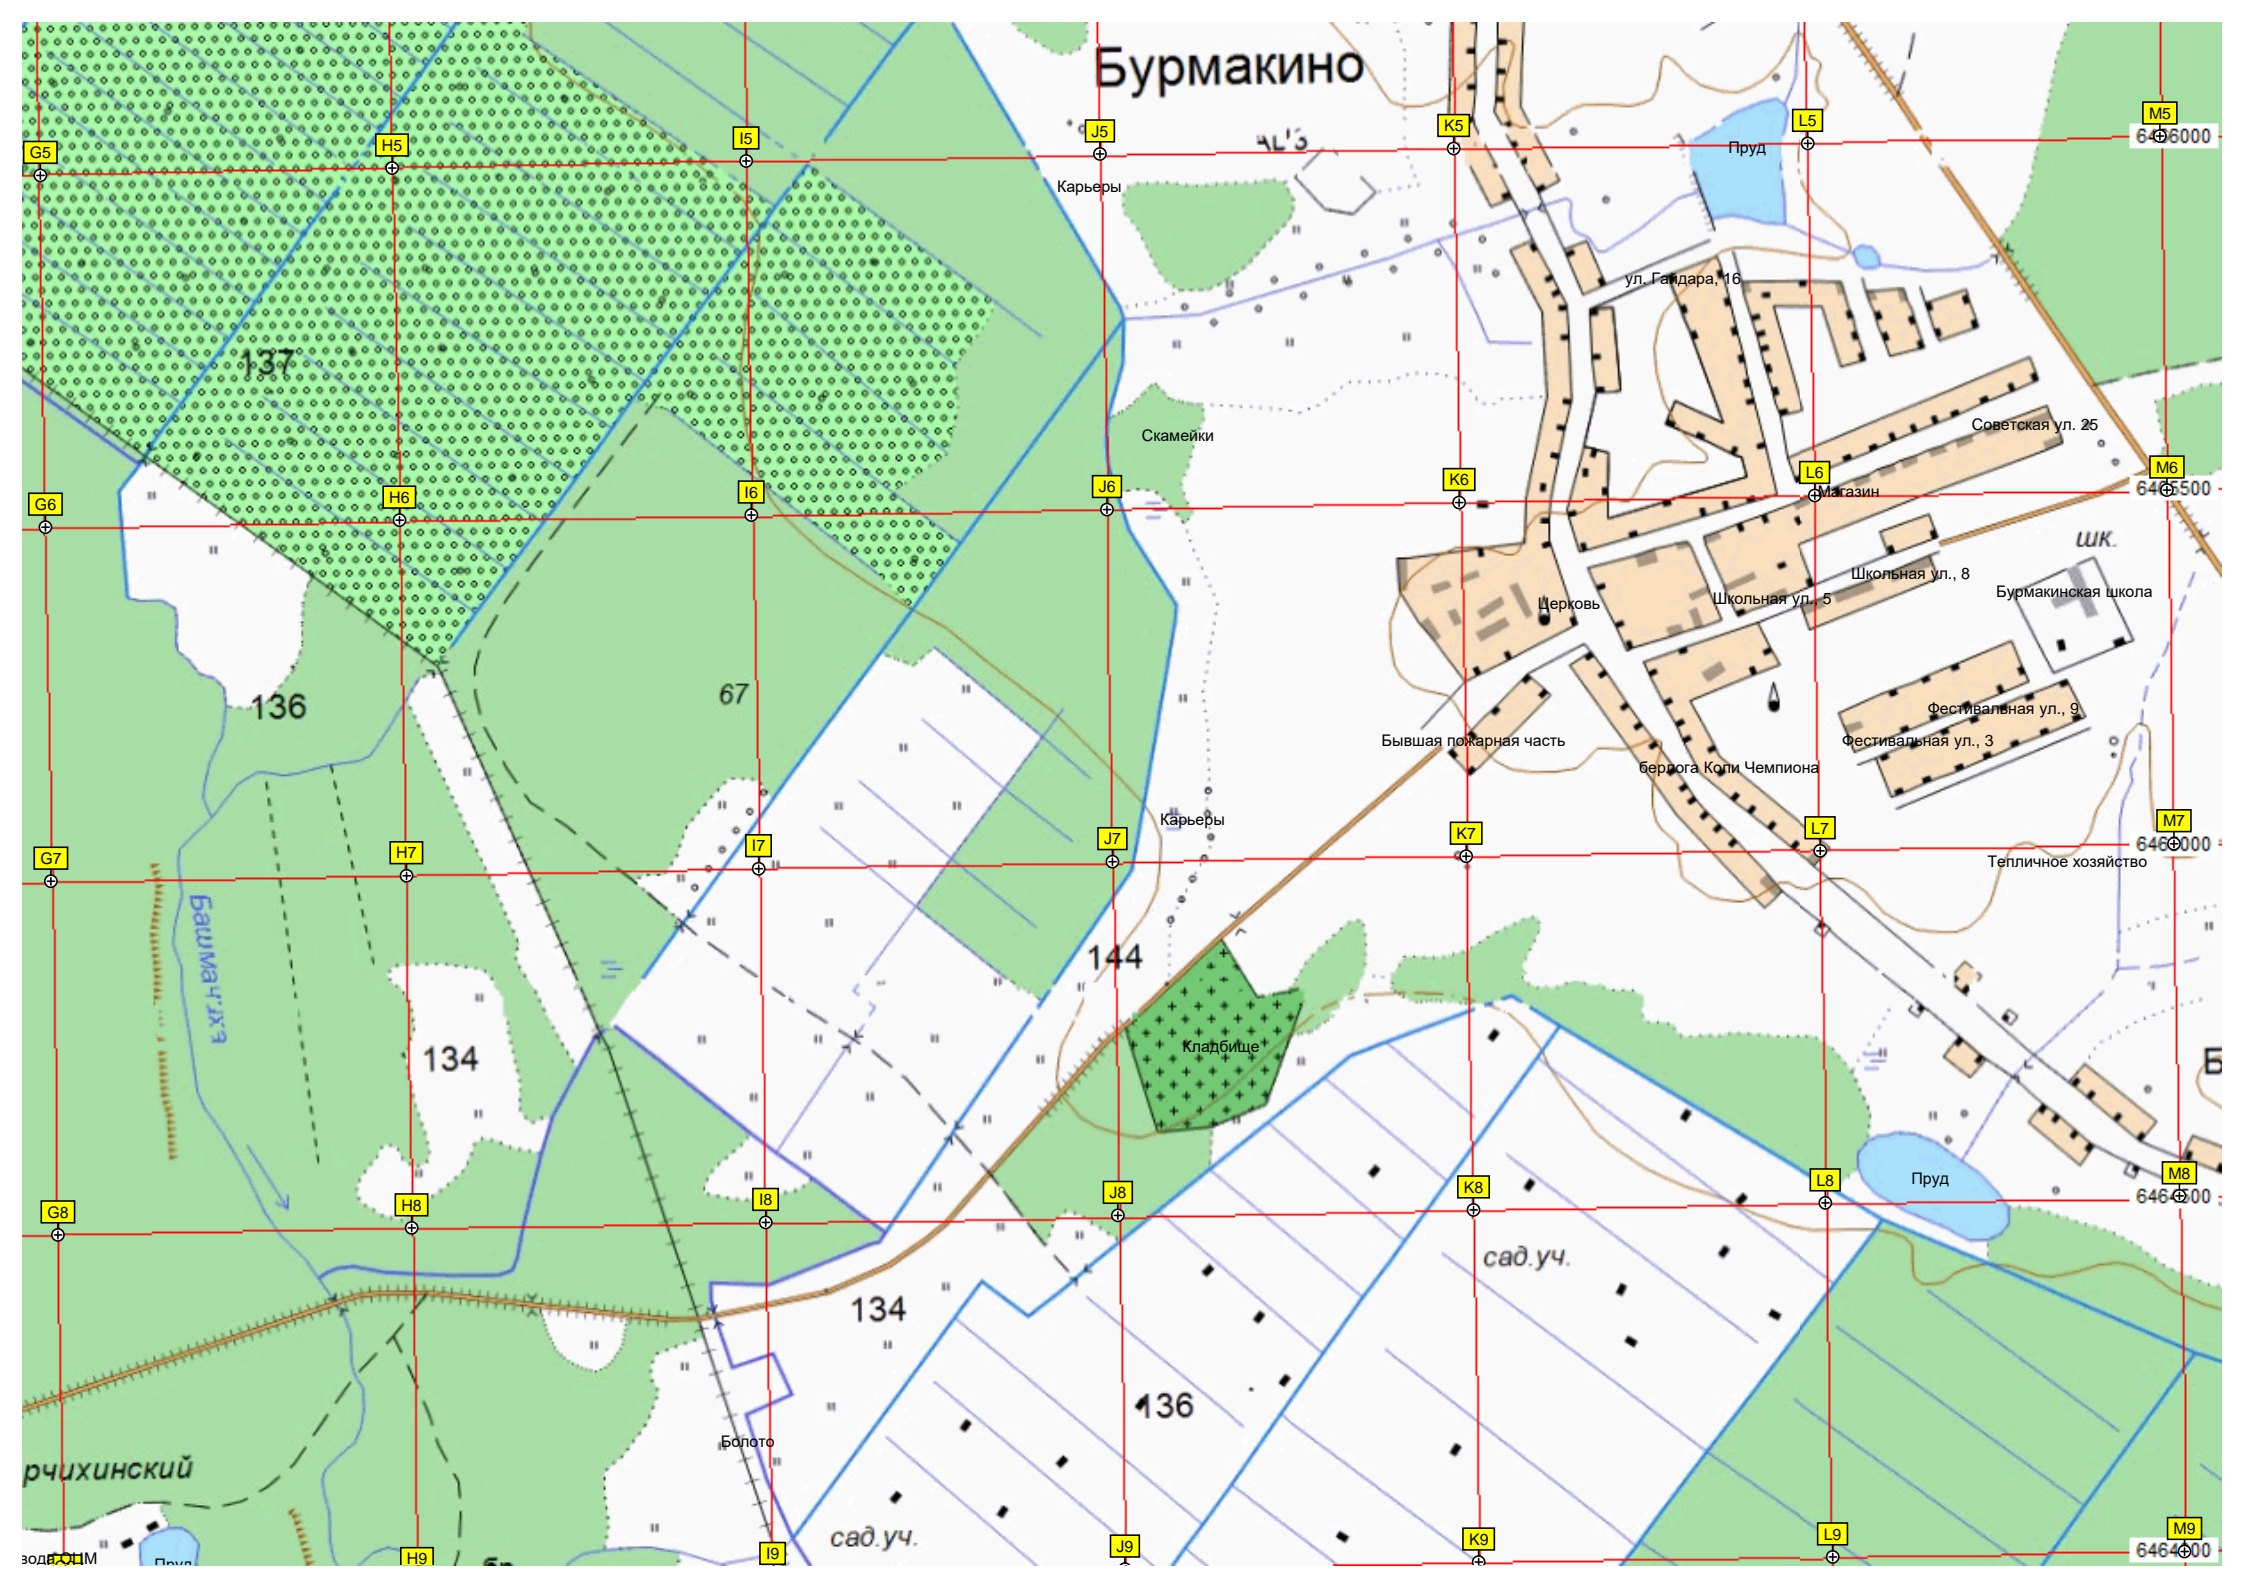 Бурмакино
M5
L5
K5
J5
I5
H5
G5
Пруд
Карьеры
ул. Гайдара, 16
137
Советская ул. 25
Скамейки
M6
L6
K6
J6
I6
H6
G6
Магазин
шк.
Школьная ул., 8
Бурмакинская школа
Школьная ул., 5
Церковь
67
136
Фестивальная ул., 9
Бывшая пожарная часть
Фестивальная ул., 3
берлога Коли Чемпиона
Карьеры
M7
L7
K7
J7
I7
H7
G7
Тепличное хозяйство
144
Кладбище
134
Б
M8
L8
K8
J8
I8
H8
G8
Пруд
сад.уч.
134
136
Болото
рчихинский
сад.уч.
M9
L9
K9
J9
I9
H9
вода ОЦМ
Пруд